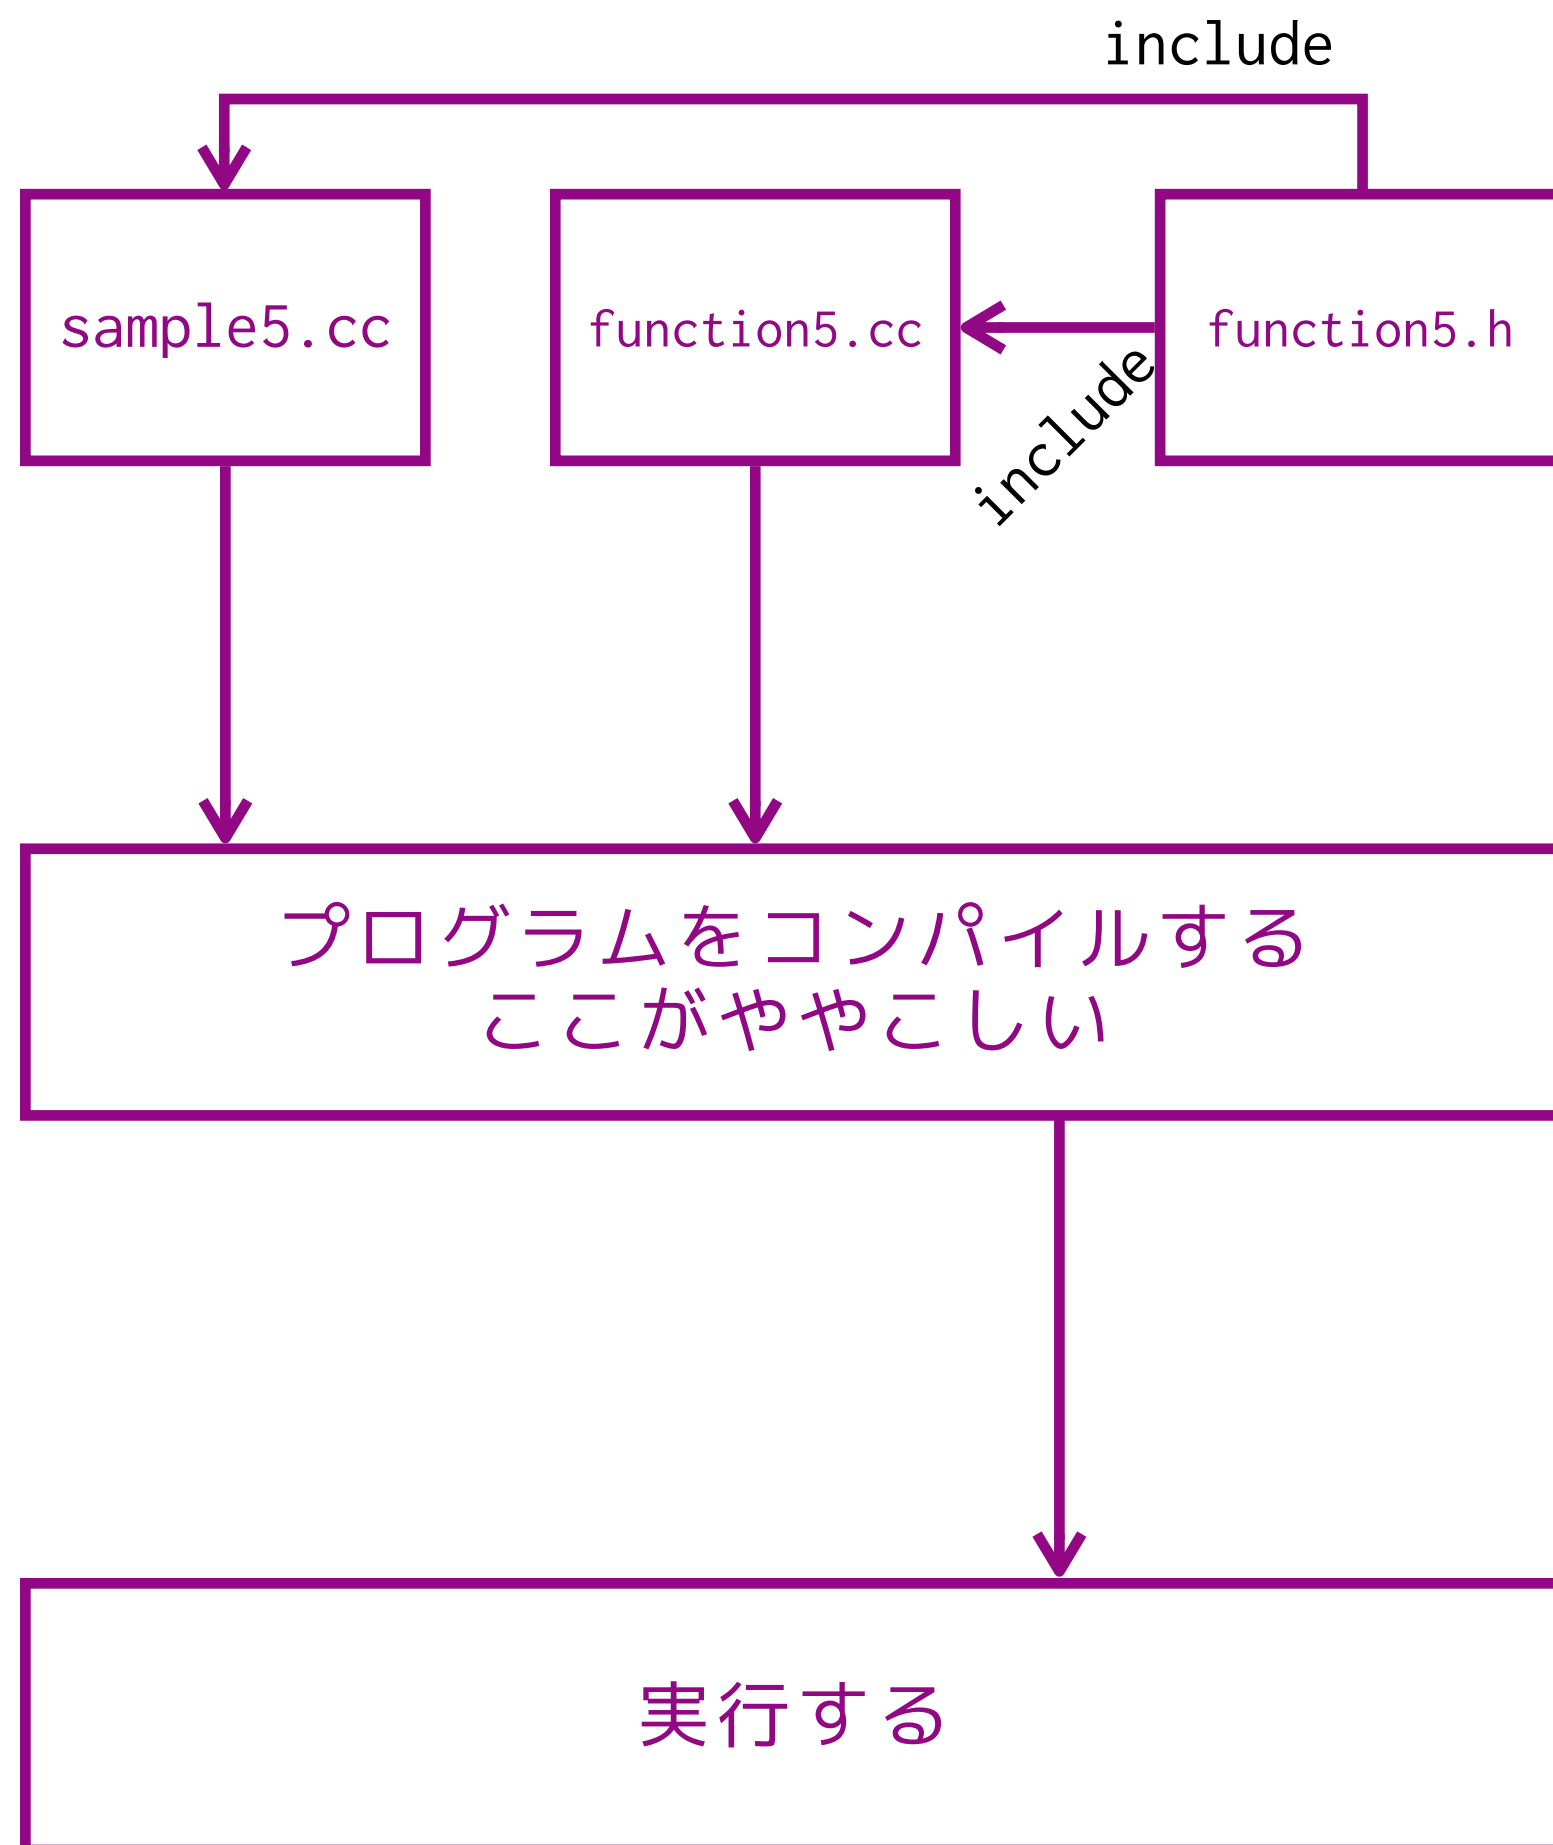 include
sample5.cc
function5.cc
function5.h
include
プログラムをコンパイルする
ここがややこしい
実行する